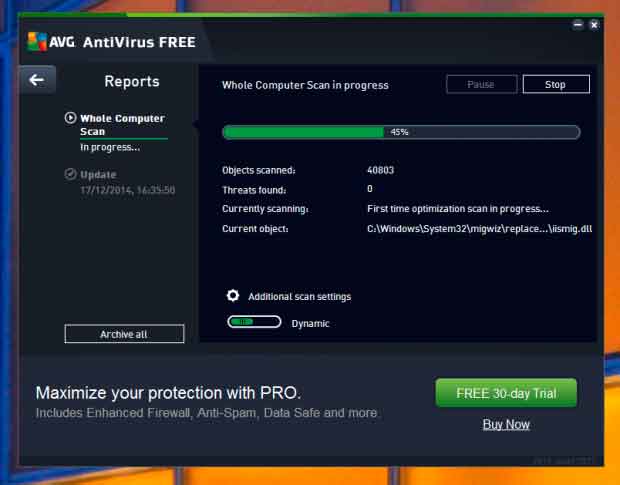 AVG. AntiVirus FREE
Reports
Whole Computer Scan
In progress...
Update
17/12/2014, 16:35:50
Archive all
Whole Computer Scan in progress
Pause
Stop
45%
Objects scanned: 40803
Threats found: 0
Currently scanning: First time optimization scan in progress...
Current object: C:\Windows\System32\migwiz\replace...\iismig.dll
Additional scan settings
Dynamic
Maximize your protection with PRO.
Includes Enhanced Firewall, Anti-Spam, Data Safe and more.
FREE 30-day Trial
Buy Now